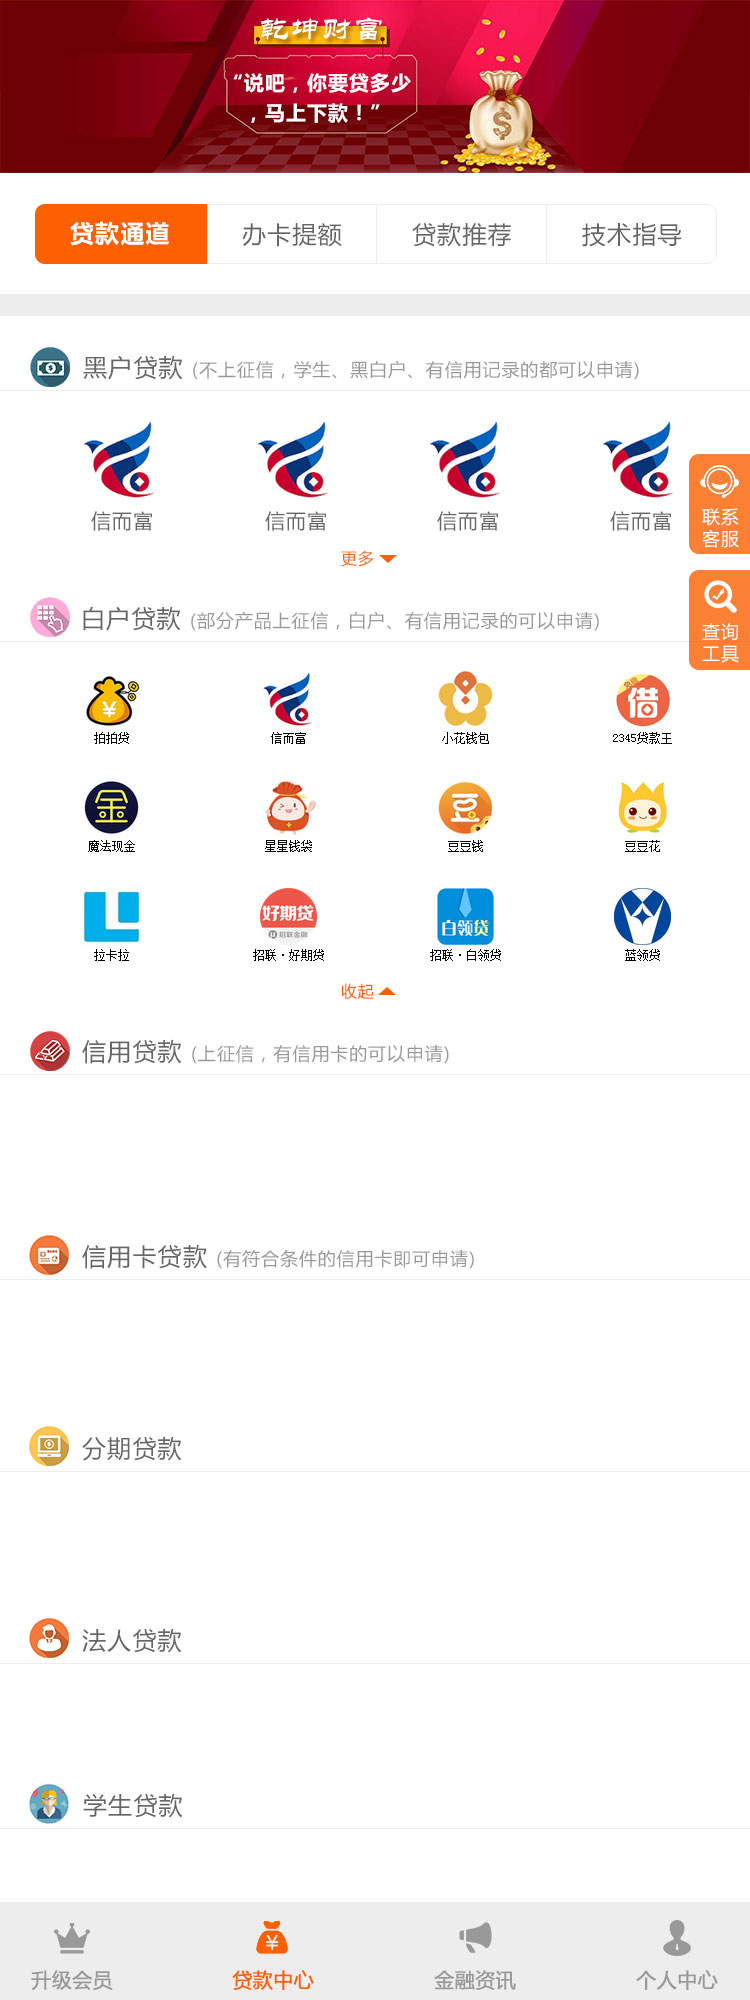 乾坤财富
“说吧，你要贷多少
，马上下款！”
贷款通道 办卡提额 贷款推荐 技术指导
黑户贷款 (不上征信，学生、黑白户、有信用记录的都可以申请)
信而富 信而富 信而富 信而富
联系
客服
更多
白户贷款 (部分产品上征信，白户、有信用记录的可以申请)
查询
工具
借
拍拍贷 信而富 小花钱包 2345贷款王
金 豆
魔法现金 星星钱袋 豆豆钱 豆豆花
好期贷 白领贷
招联金融
拉卡拉 招联·好期贷 招联·白领贷 蓝领贷
收起
信用贷款 (上征信，有信用卡的可以申请)
信用卡贷款 (有符合条件的信用卡即可申请)
分期贷款
法人贷款
学生贷款
升级会员 贷款中心 金融资讯 个人中心